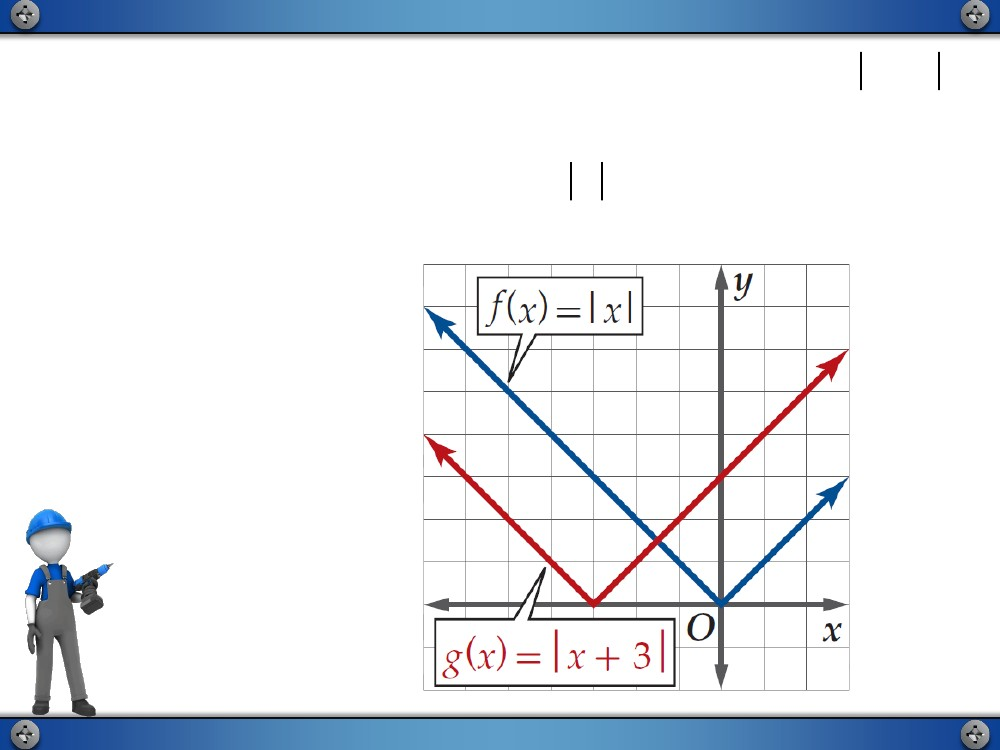 | |
| |
y
f(x) = |x|
O
x
g(x) = |x + 3|